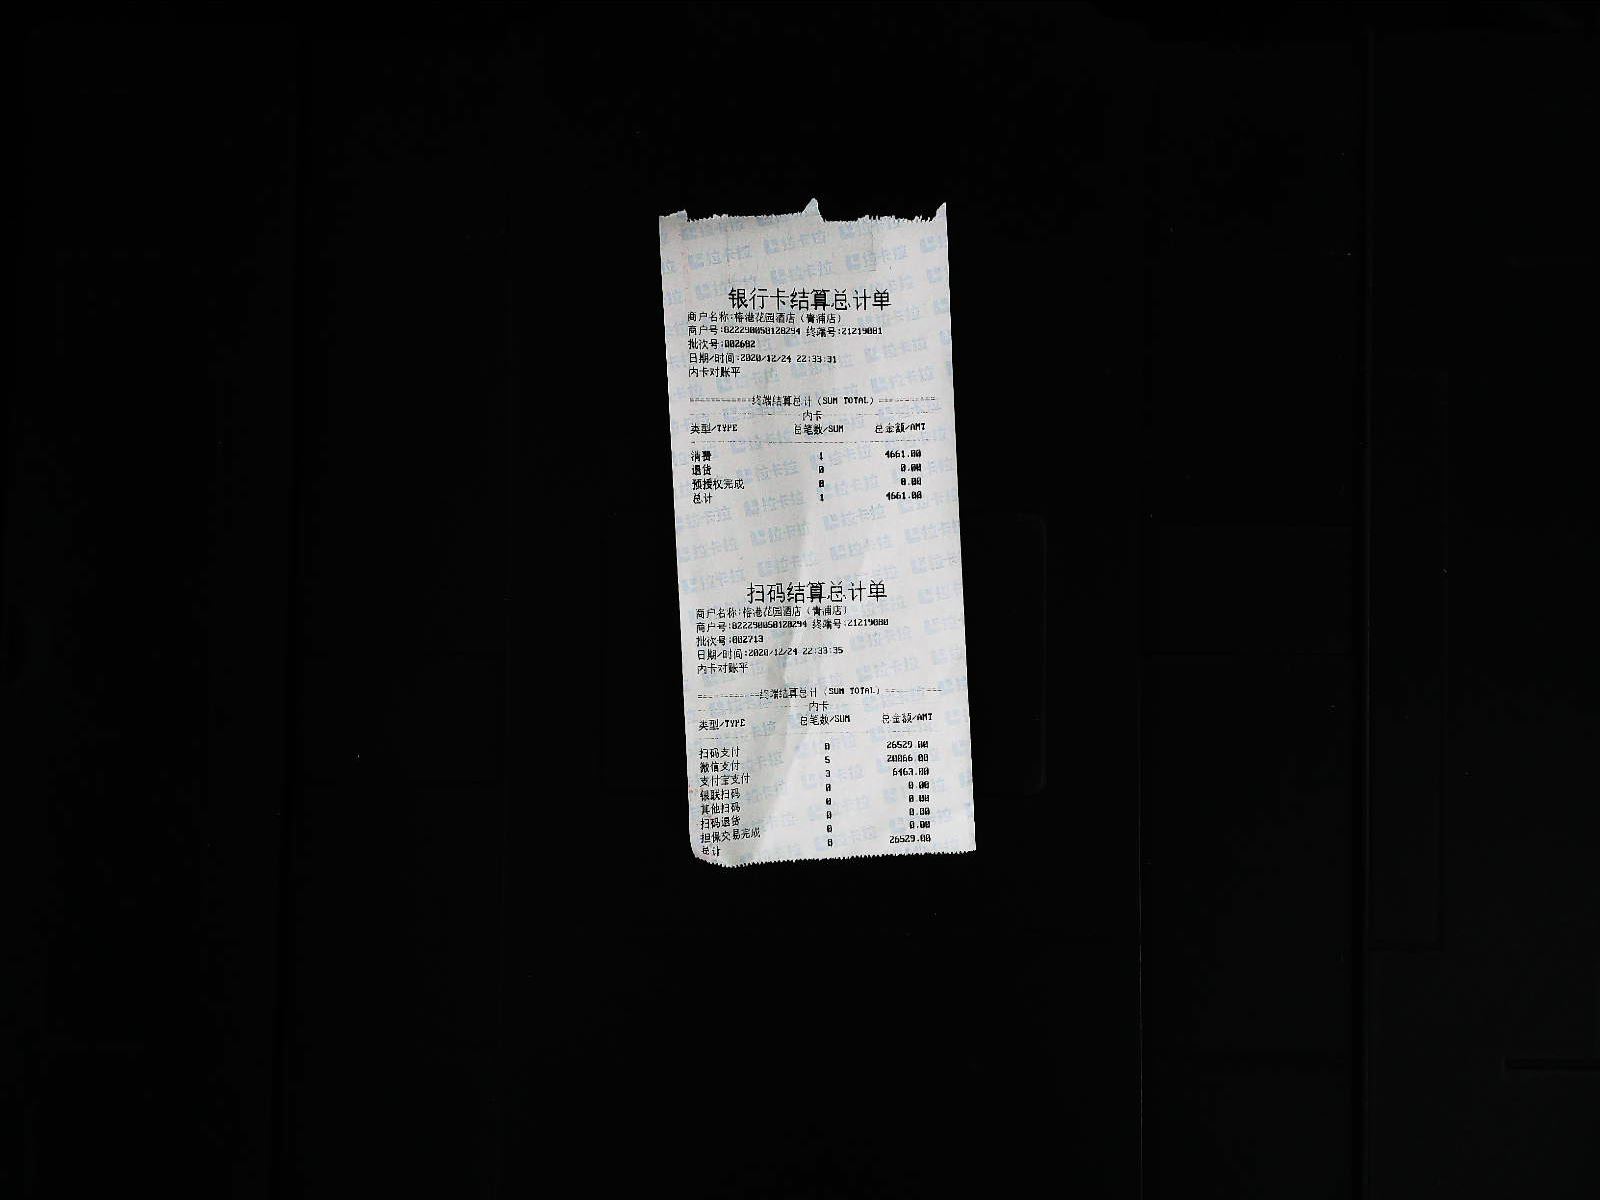 银行卡结算总计单
商户名称:榕港花园酒店（青浦店）
商户号:822290058128294 终端号:21219081
批次号:002602
日期/时间:2020/12/24 22:33:31
内卡对账平
===========终端结算总计（SUM TOTAL）===========
内卡
类型/TYPE 总笔数/SUM 总金额/AMT
消费 1 4661.00
退货 0 0.00
预授权完成 0 0.00
总计 1 4661.00
扫码结算总计单
商户名称:榕港花园酒店（青浦店）
商户号:822290058128294 终端号:21219080
批次号:002713
日期/时间:2020/12/24 22:33:35
内卡对账平
===========终端结算总计（SUM TOTAL）===========
内卡
类型/TYPE 总笔数/SUM 总金额/AMT
扫码支付 8 26529.00
微信支付 5 20066.00
支付宝支付 3 6463.00
银联扫码 0 0.00
其他扫码 0 0.00
扫码退货 0 0.00
担保交易完成 0 0.00
总计 8 26529.00